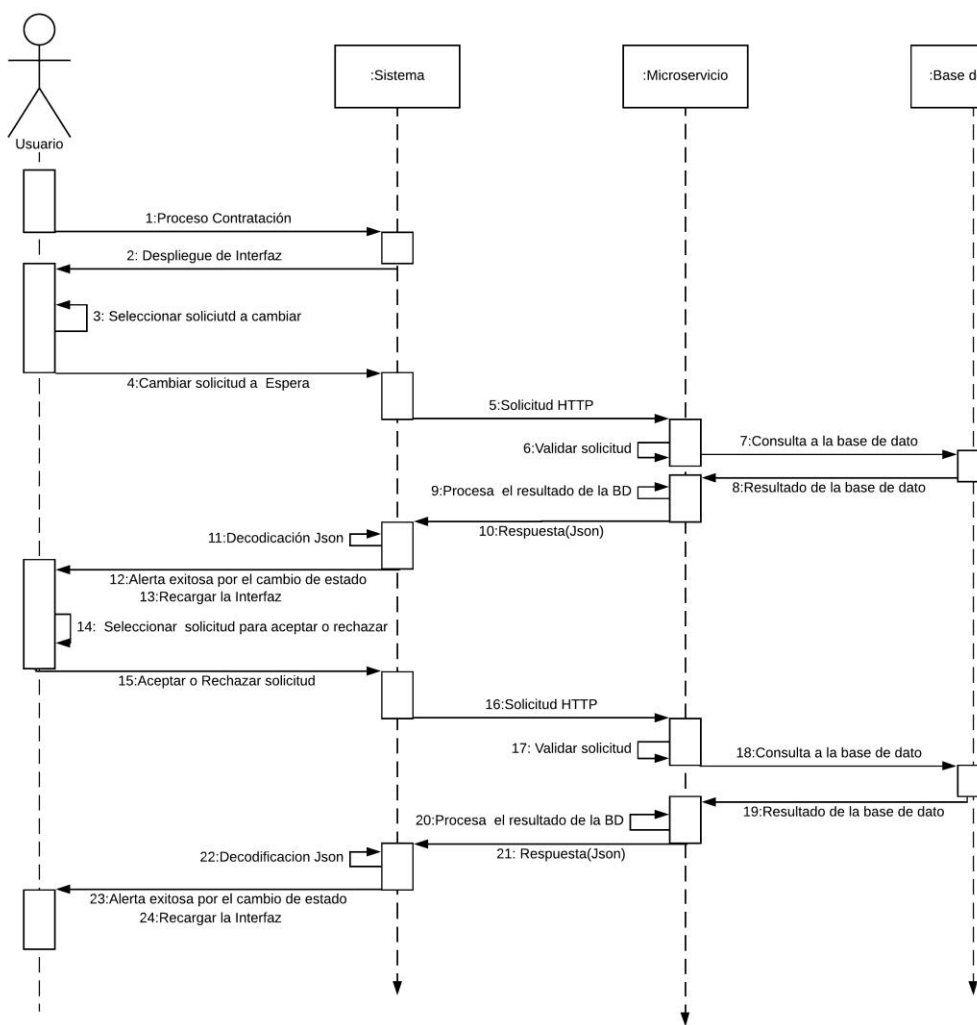 :Sistema
:Microservicio
:Base d
Usuario
1:Proceso Contratación
2: Despliegue de Interfaz
3: Seleccionar soliciutd a cambiar
4:Cambiar solicitud a Espera
5:Solicitud HTTP
6:Validar solicitud
7:Consulta a la base de dato
8:Resultado de la base de dato
9:Procesa el resultado de la BD
10:Respuesta(Json)
11:Decodicación Json
12:Alerta exitosa por el cambio de estado
13:Recargar la Interfaz
14: Seleccionar solicitud para aceptar o rechazar
15:Aceptar o Rechazar solicitud
16:Solicitud HTTP
17: Validar solicitud
18:Consulta a la base de dato
19:Resultado de la base de dato
20:Procesa el resultado de la BD
21: Respuesta(Json)
22:Decodificacion Json
23:Alerta exitosa por el cambio de estado
24:Recargar la Interfaz